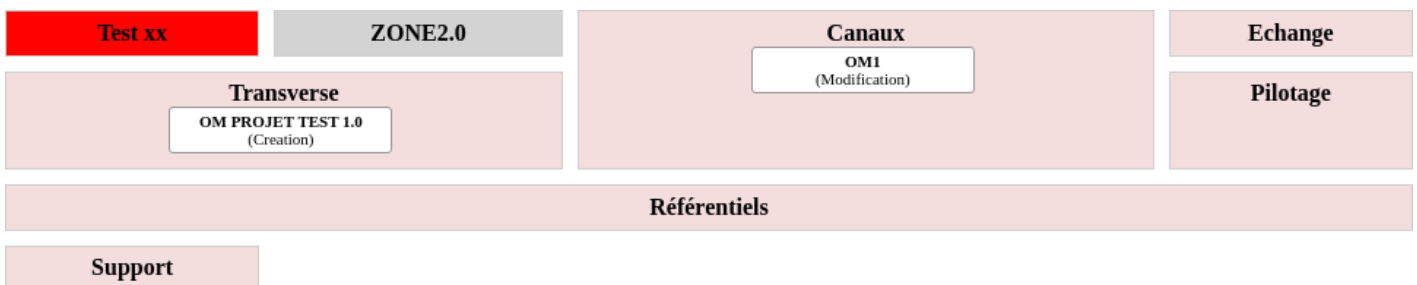 Test xx
ZONE2.0
Canaux
OM1
(Modification)
Echange
Transverse
OM PROJET TEST 1.0
(Creation)
Pilotage
Référentiels
Support